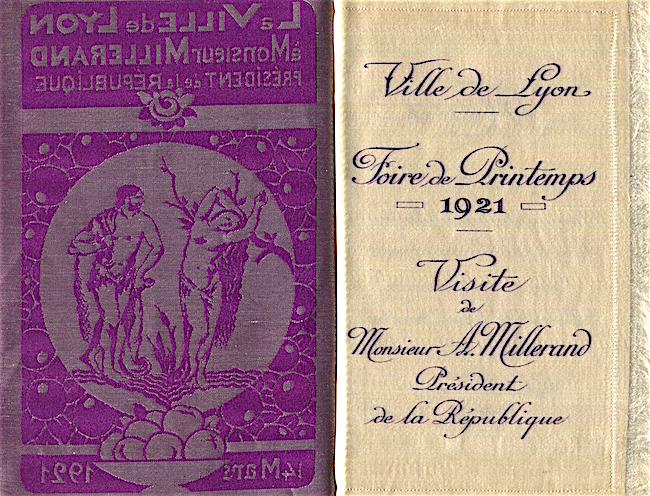 La Ville de Lyon
à Monsieur Millerand
Président de la République
14 Mars 1921
Ville de Lyon
Foire de Printemps
1921
Visite
de
Monsieur A. Millerand
Président
de la République